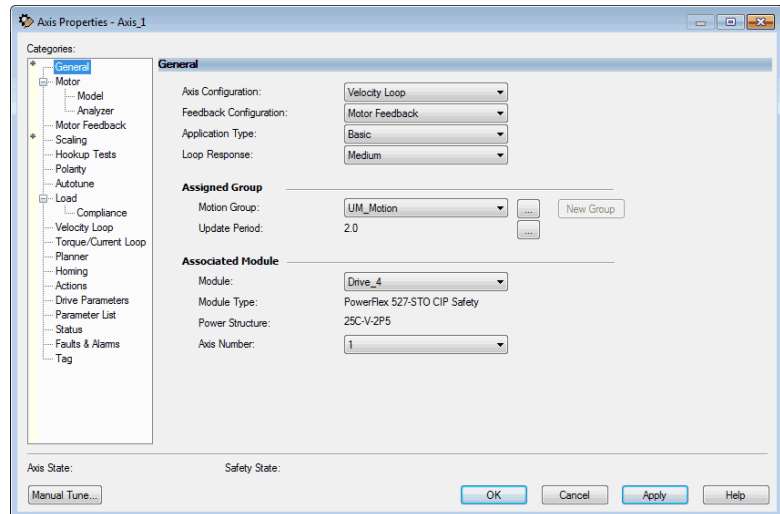 Axis Properties - Axis_1
Categories:
* General
Motor
Model
Analyzer
Motor Feedback
* Scaling
Hookup Tests
Polarity
Autotune
Load
Compliance
Velocity Loop
Torque/Current Loop
Planner
Homing
Actions
Drive Parameters
Parameter List
Status
Faults & Alarms
Tag
General
Axis Configuration: Velocity Loop
Feedback Configuration: Motor Feedback
Application Type: Basic
Loop Response: Medium
Assigned Group
Motion Group: UM_Motion ... New Group
Update Period: 2.0 ...
Associated Module
Module: Drive_4
Module Type: PowerFlex 527-STO CIP Safety
Power Structure: 25C-V-2P5
Axis Number: 1
Axis State: Safety State:
Manual Tune... OK Cancel Apply Help